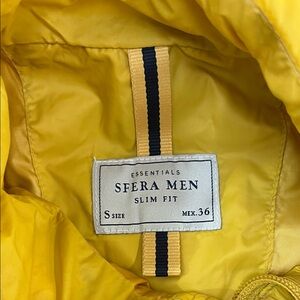 ESSENTIALS
SFERA MEN
SLIM FIT
S SIZE MEX. 36